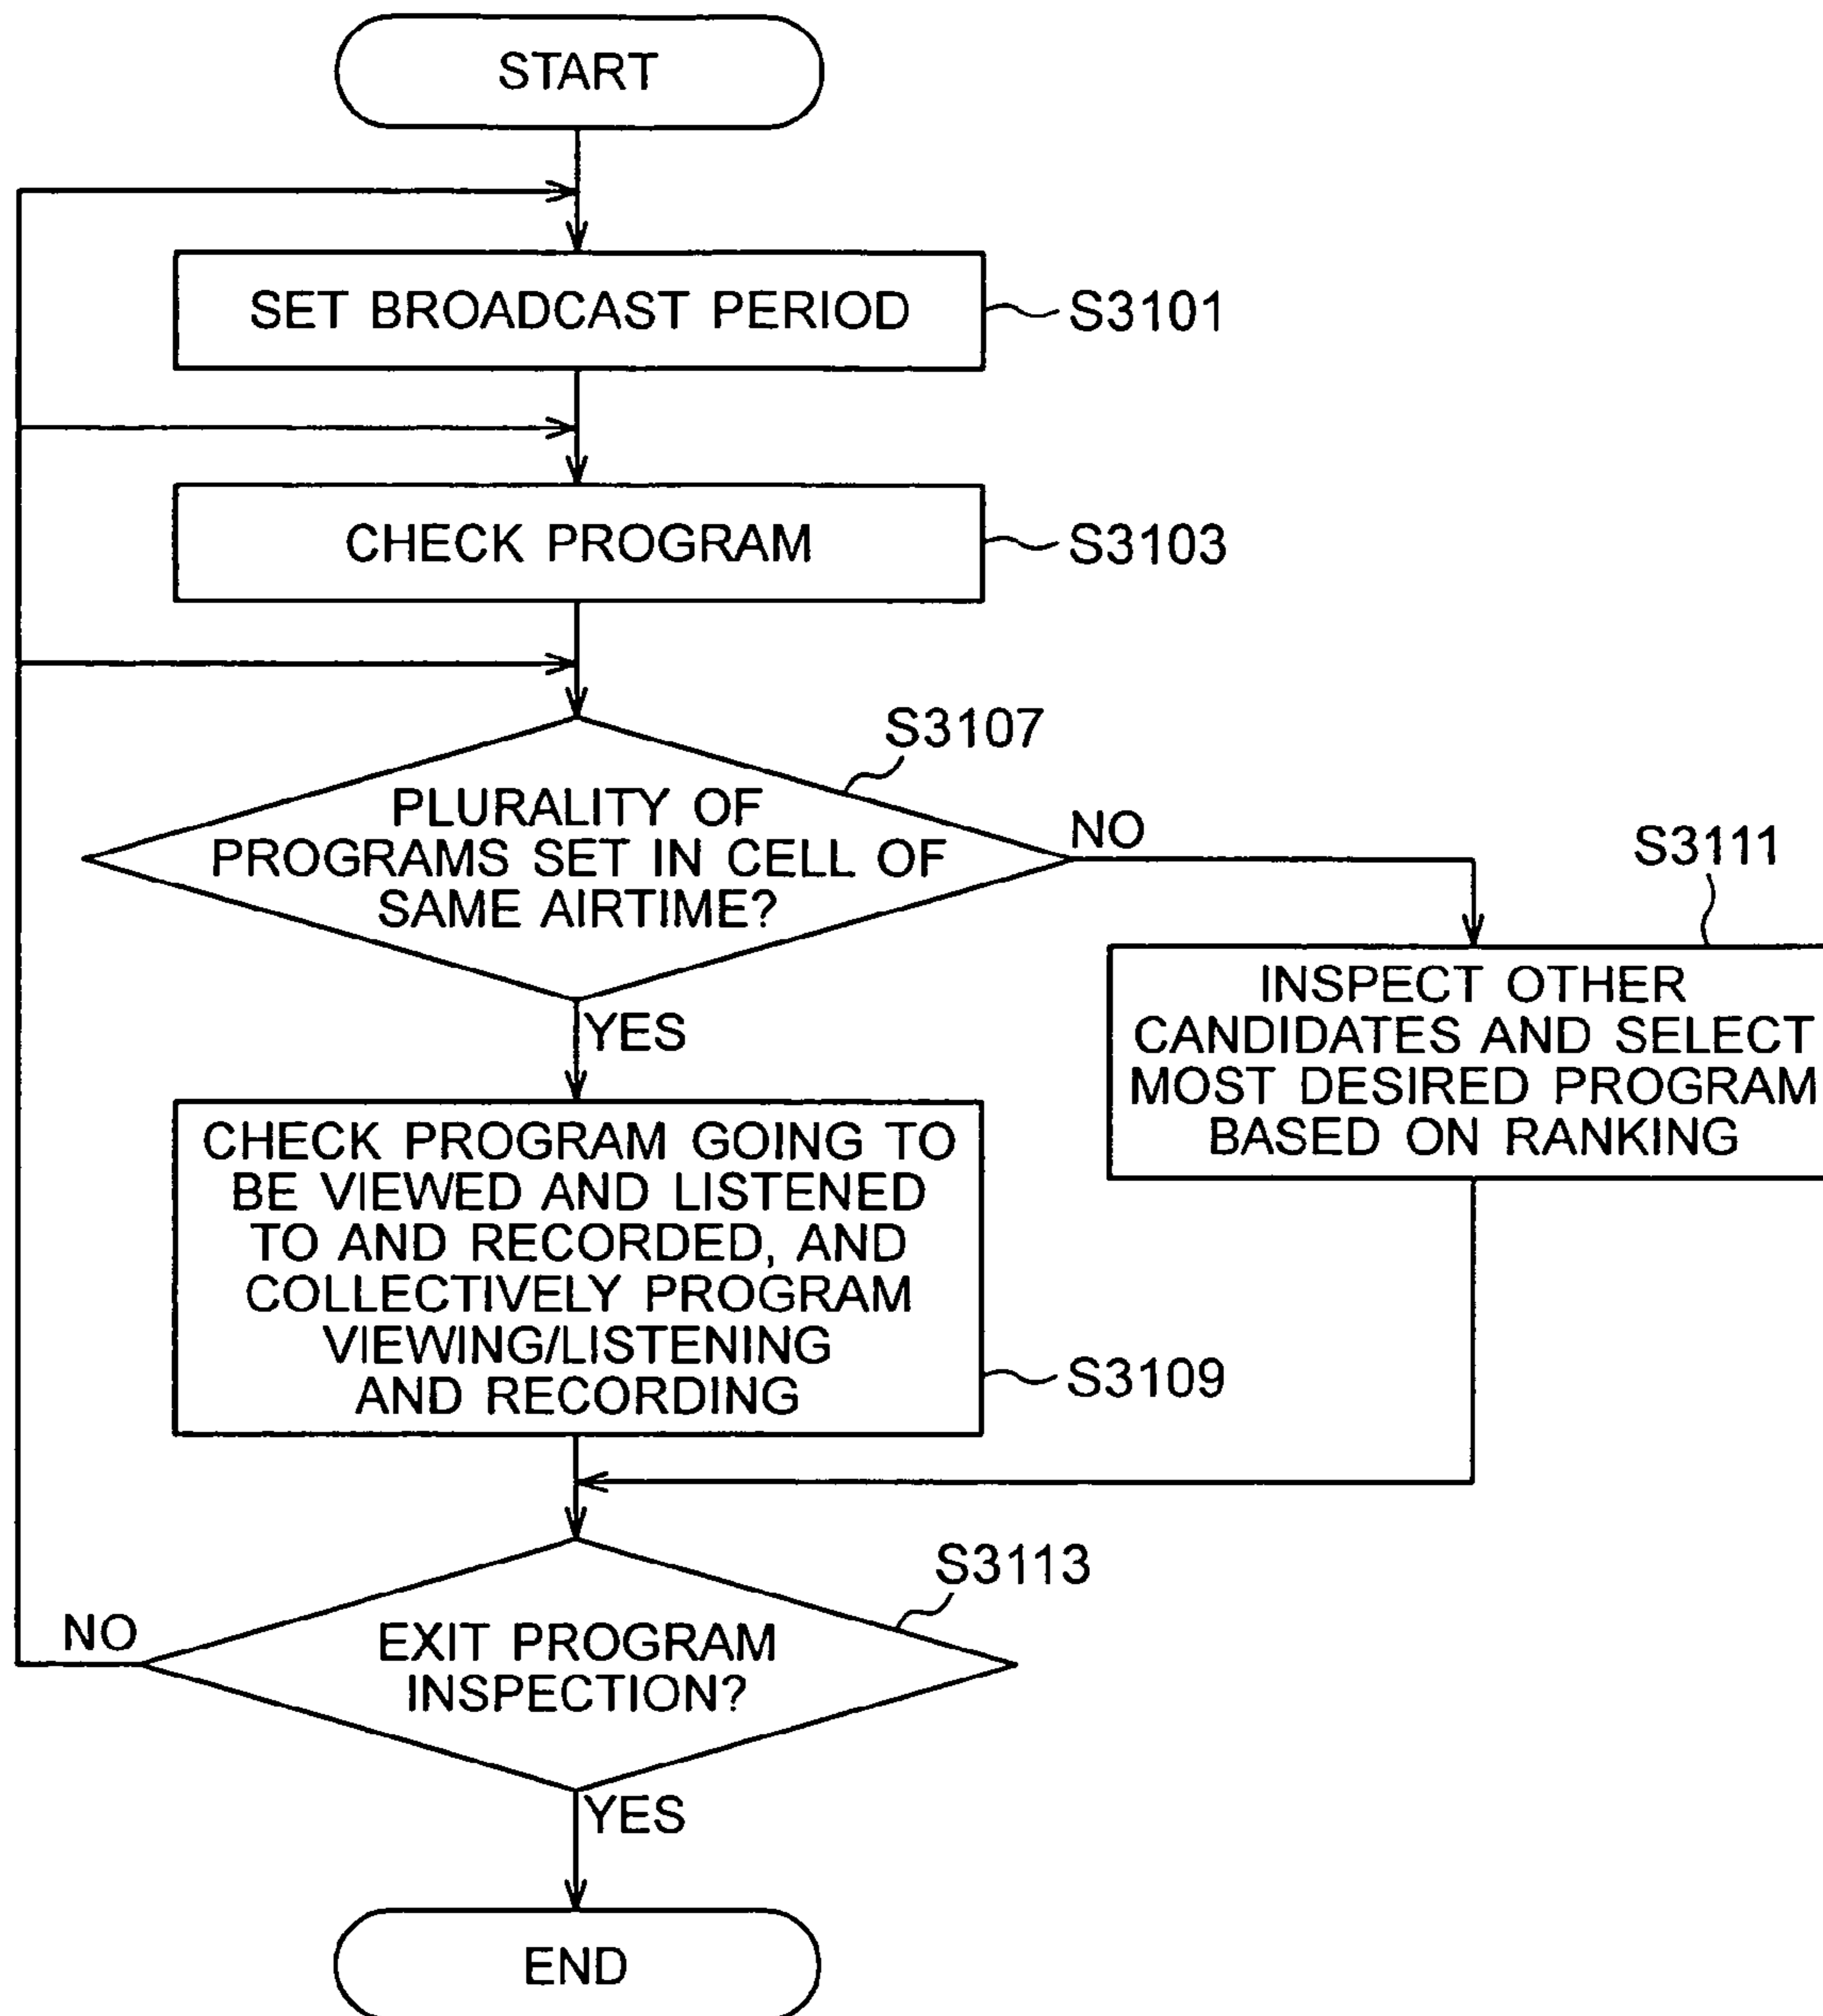 START
SET BROADCAST PERIOD
S3101
CHECK PROGRAM
S3103
S3107
PLURALITY OF
PROGRAMS SET IN CELL OF
SAME AIRTIME?
NO
S3111
INSPECT OTHER
CANDIDATES AND SELECT
MOST DESIRED PROGRAM
BASED ON RANKING
YES
CHECK PROGRAM GOING TO
BE VIEWED AND LISTENED
TO AND RECORDED, AND
COLLECTIVELY PROGRAM
VIEWING/LISTENING
AND RECORDING
S3109
S3113
EXIT PROGRAM
INSPECTION?
NO
YES
END